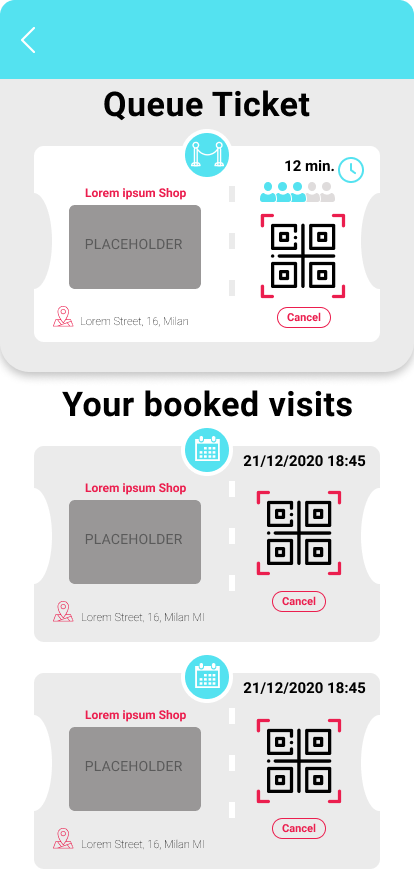 Queue Ticket
12 min.
Lorem ipsum Shop
PLACEHOLDER
Lorem Street, 16, Milan
Cancel
Your booked visits
21/12/2020 18:45
Lorem ipsum Shop
PLACEHOLDER
Lorem Street, 16, Milan MI
Cancel
21/12/2020 18:45
Lorem ipsum Shop
PLACEHOLDER
Lorem Street, 16, Milan MI
Cancel